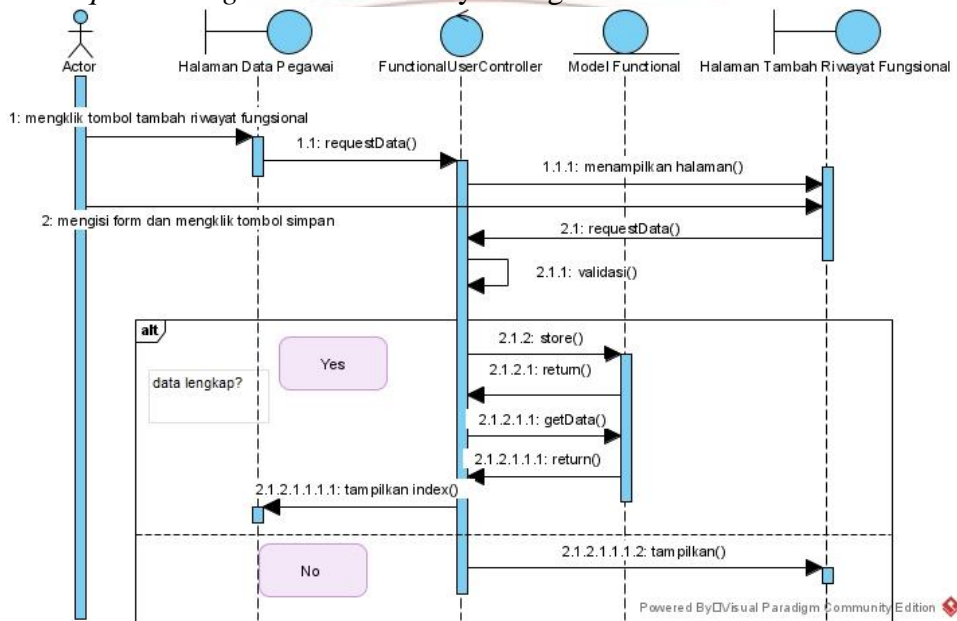 Actor
Halaman Data Pegawai
FunctionalUserController
Model Functional
Halaman Tambah Riwayat Fungsional
1: mengklik tombol tambah riwayat fungsional
1.1: requestData()
1.1.1: menampilkan halaman()
2: mengisi form dan mengklik tombol simpan
2.1: requestData()
2.1.1: validasi()
alt
2.1.2: store()
Yes
2.1.2.1: return()
data lengkap?
2.1.2.1.1: getData()
2.1.2.1.1.1: return()
2.1.2.1.1.1.1: tampilkan index()
2.1.2.1.1.1.2: tampilkan()
No
Powered By Visual Paradigm Community Edition